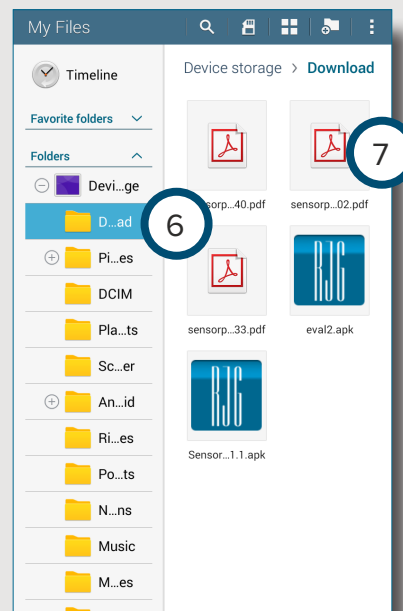 My Files
Timeline
Device storage > Download
Favorite folders
Folders
Devi...ge
D...ad
6
7
Pi...es
DCIM
Pla...ts
Sc...er
An...id
Ri...es
Po...ts
N...ns
Music
M...es
sorp...40.pdf
sensorp...02.pdf
RJG
sensorp...33.pdf
eval2.apk
RJG
Sensor...1.1.apk